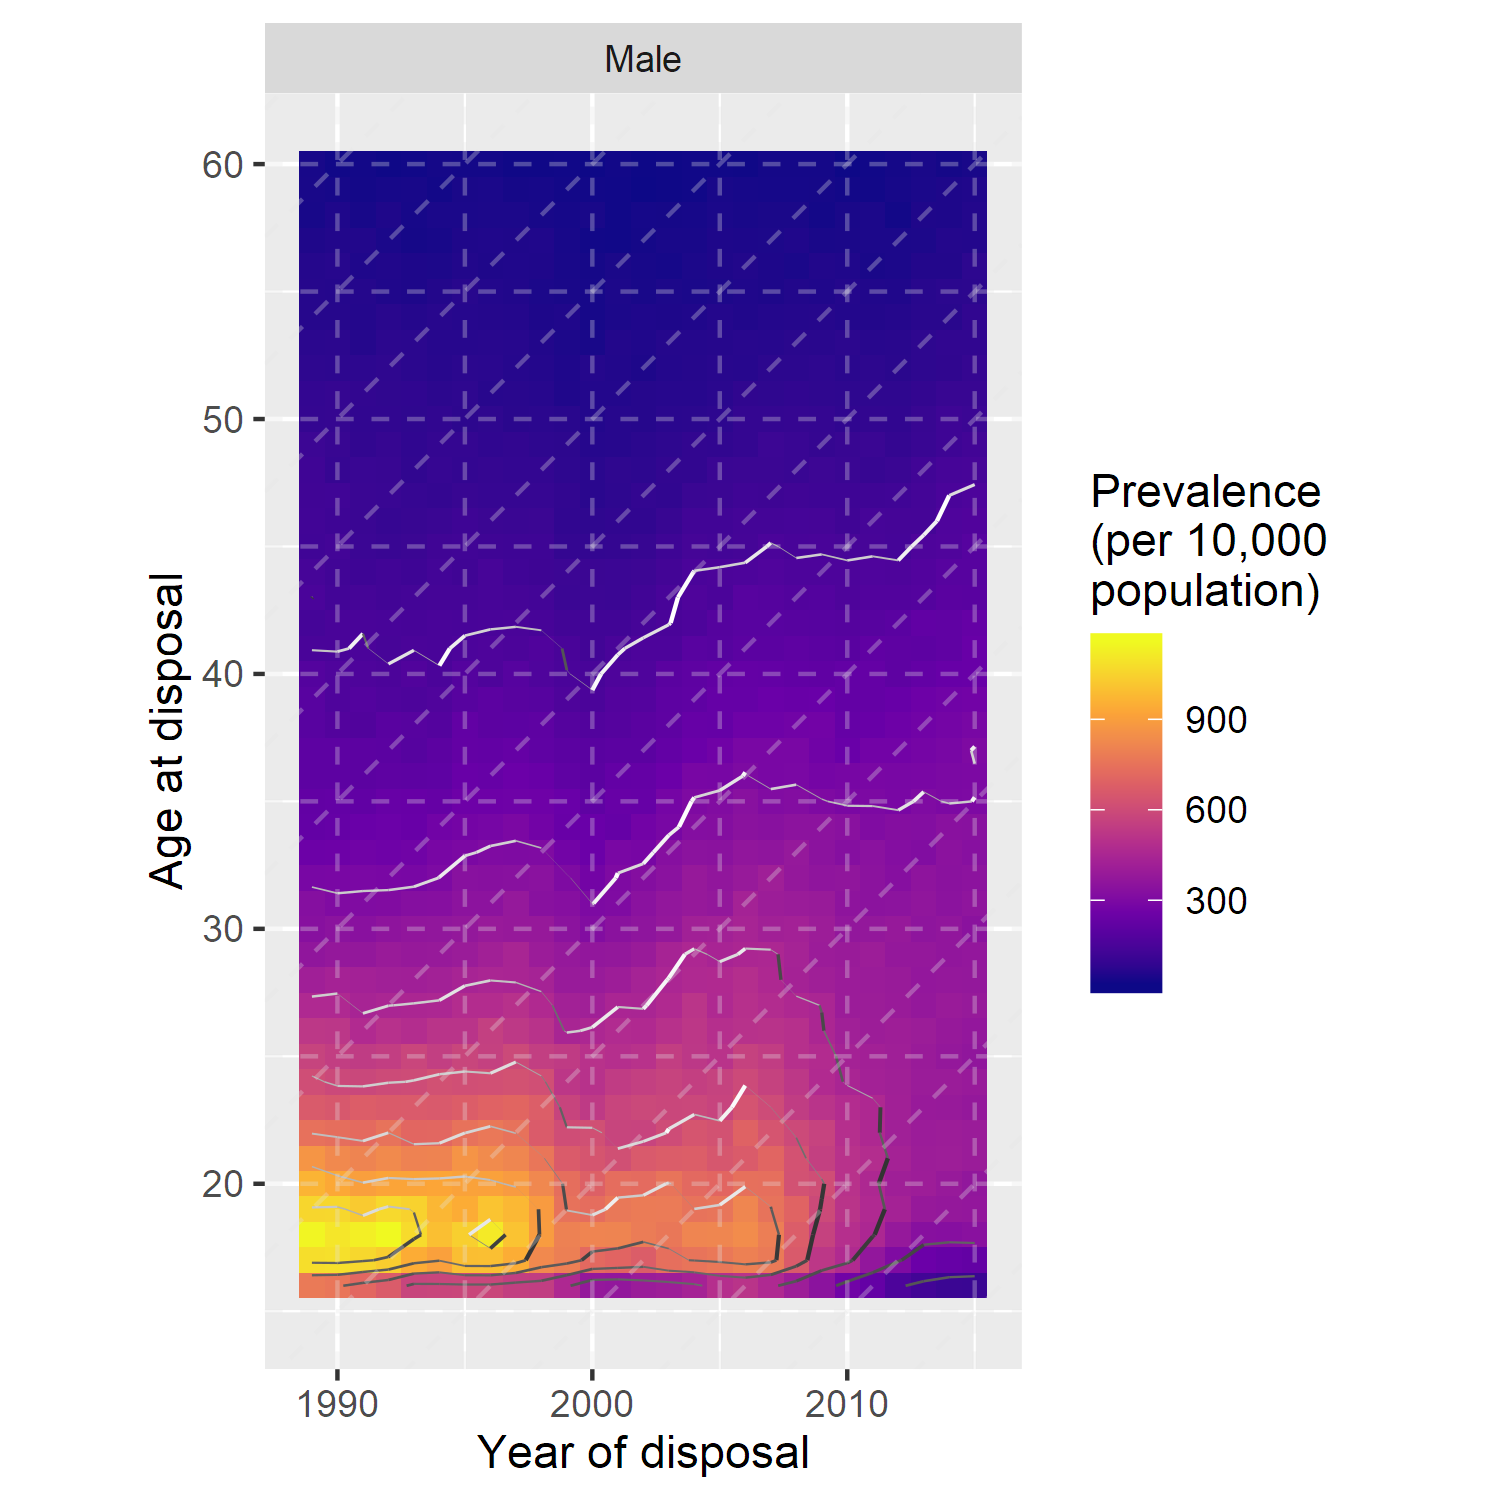 Male
60
50
40
30
20
Age at disposal
1990 2000 2010
Year of disposal
Prevalence
(per 10,000
population)
900
600
300